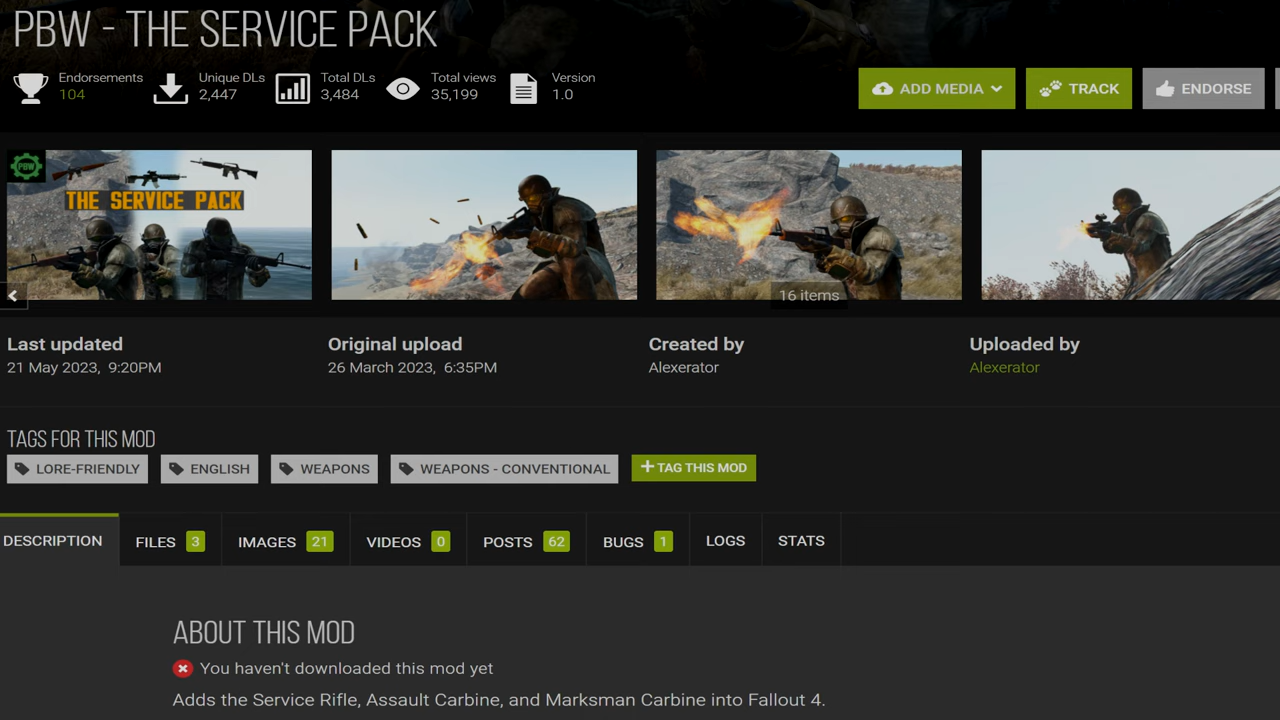 PBW - THE SERVICE PACK
Endorsements
104
Unique DLs
2,447
Total DLs
3,484
Total views
35,199
Version
1.0
ADD MEDIA
TRACK
ENDORSE
PBW
THE SERVICE PACK
16 items
Last updated
21 May 2023, 9:20PM
Original upload
26 March 2023, 6:35PM
Created by
Alexerator
Uploaded by
Alexerator
TAGS FOR THIS MOD
LORE-FRIENDLY
ENGLISH
WEAPONS
WEAPONS - CONVENTIONAL
+ TAG THIS MOD
DESCRIPTION
FILES 3
IMAGES 21
VIDEOS 0
POSTS 62
BUGS 1
LOGS
STATS
ABOUT THIS MOD
You haven't downloaded this mod yet
Adds the Service Rifle, Assault Carbine, and Marksman Carbine into Fallout 4.